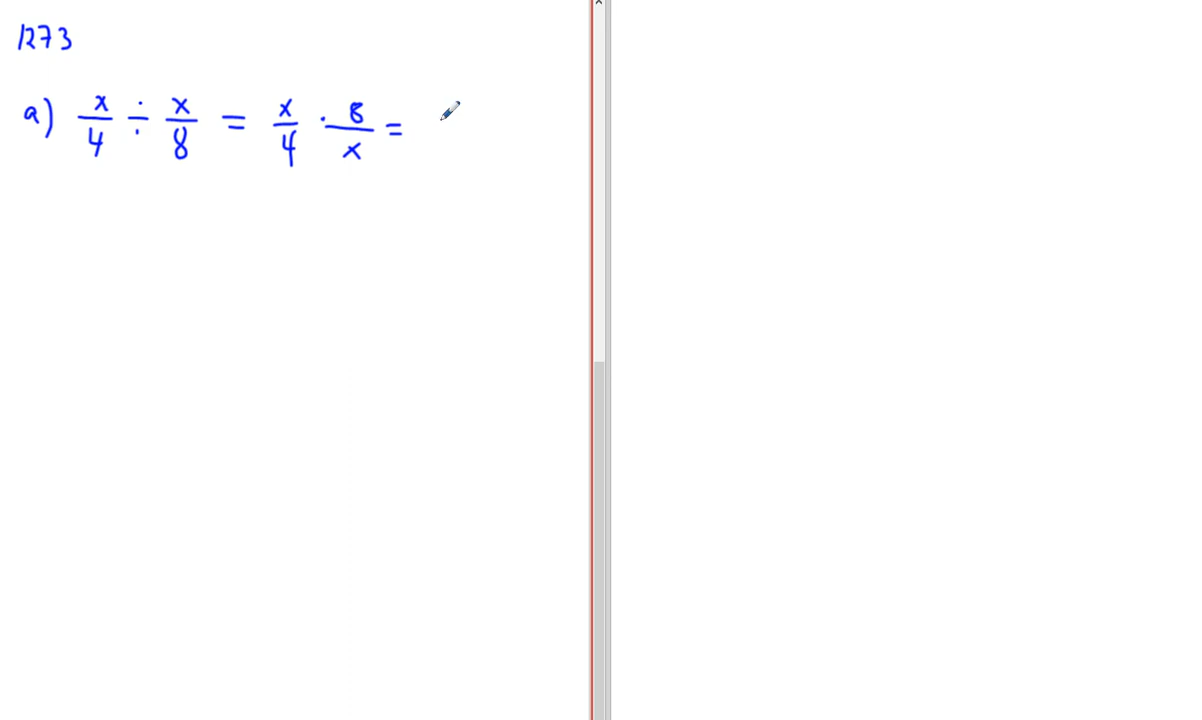 1273
a) x/4 ÷ x/8 = x/4 · 8/x =